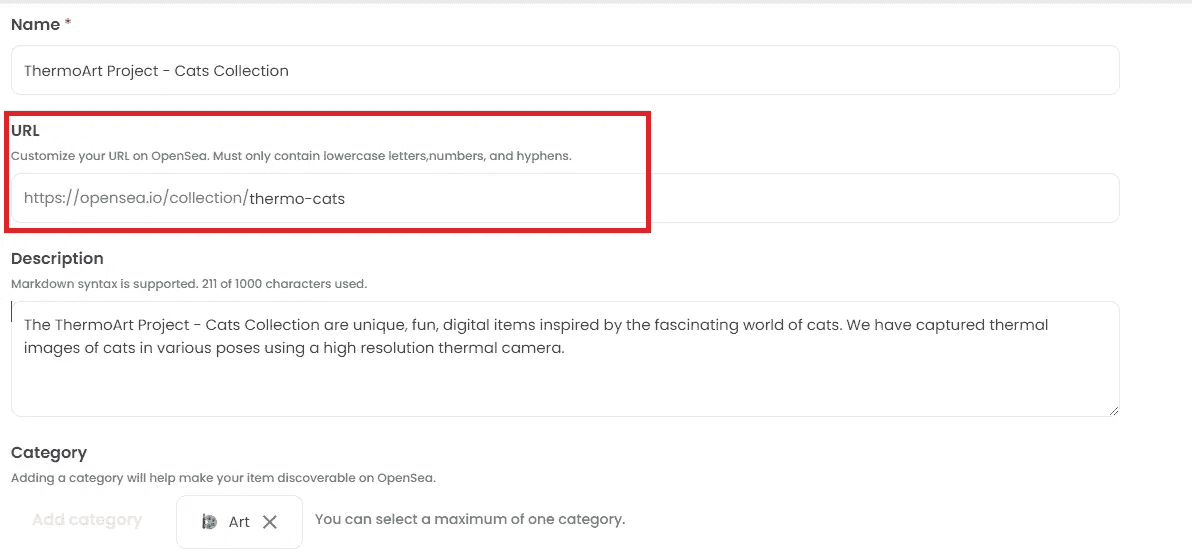 Name *
ThermoArt Project - Cats Collection
URL
Customize your URL on OpenSea. Must only contain lowercase letters,numbers, and hyphens.
https://opensea.io/collection/thermo-cats
Description
Markdown syntax is supported. 211 of 1000 characters used.
The ThermoArt Project - Cats Collection are unique, fun, digital items inspired by the fascinating world of cats. We have captured thermal
images of cats in various poses using a high resolution thermal camera.
Category
Adding a category will help make your item discoverable on OpenSea.
Add category Art You can select a maximum of one category.